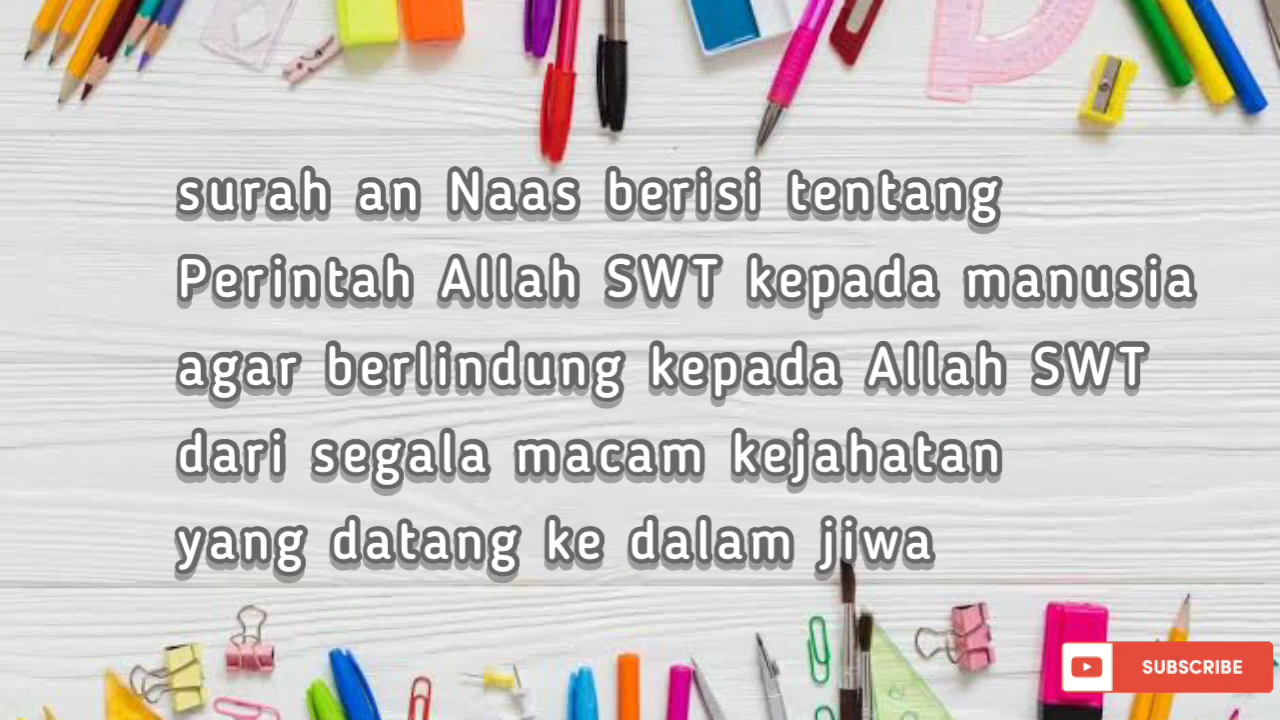 surah an Naas berisi tentang
Perintah Allah SWT kepada manusia
agar berlindung kepada Allah SWT
dari segala macam kejahatan
yang datang ke dalam jiwa
SUBSCRIBE